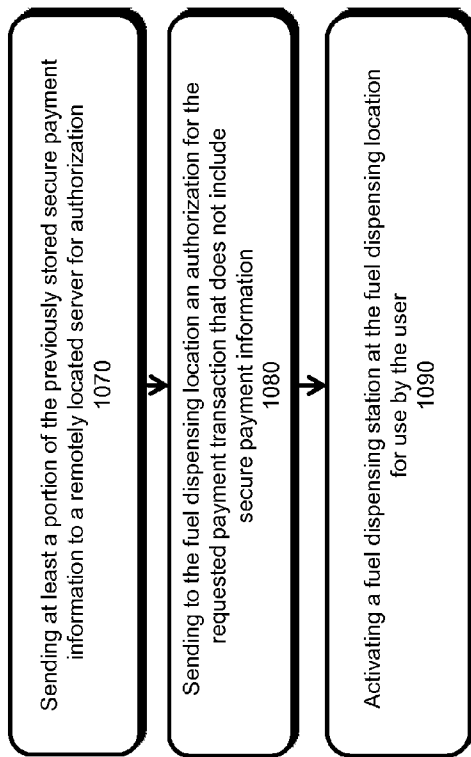 Sending at least a portion of the previously stored secure payment
information to a remotely located server for authorization
1070
Sending to the fuel dispensing location an authorization for the
requested payment transaction that does not include
secure payment information
1080
Activating a fuel dispensing station at the fuel dispensing location
for use by the user
1090